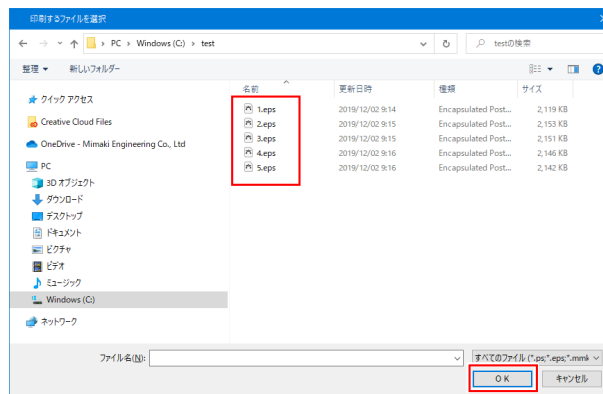 印刷するファイルを選択
PC › Windows (C:) › test
testの検索
整理 新しいフォルダー
名前 更新日時 種類 サイズ
クイック アクセス
Creative Cloud Files
OneDrive - Mimaki Engineering Co., Ltd
PC
3D オブジェクト
ダウンロード
デスクトップ
ドキュメント
ピクチャ
ビデオ
ミュージック
Windows (C:)
ネットワーク
1.eps 2019/12/02 9:14 Encapsulated Post... 2,119 KB
2.eps 2019/12/02 9:15 Encapsulated Post... 2,153 KB
3.eps 2019/12/02 9:15 Encapsulated Post... 2,151 KB
4.eps 2019/12/02 9:16 Encapsulated Post... 2,146 KB
5.eps 2019/12/02 9:16 Encapsulated Post... 2,142 KB
ファイル名(N):
すべてのファイル (*.ps;*.eps;*.mmk
OK キャンセル